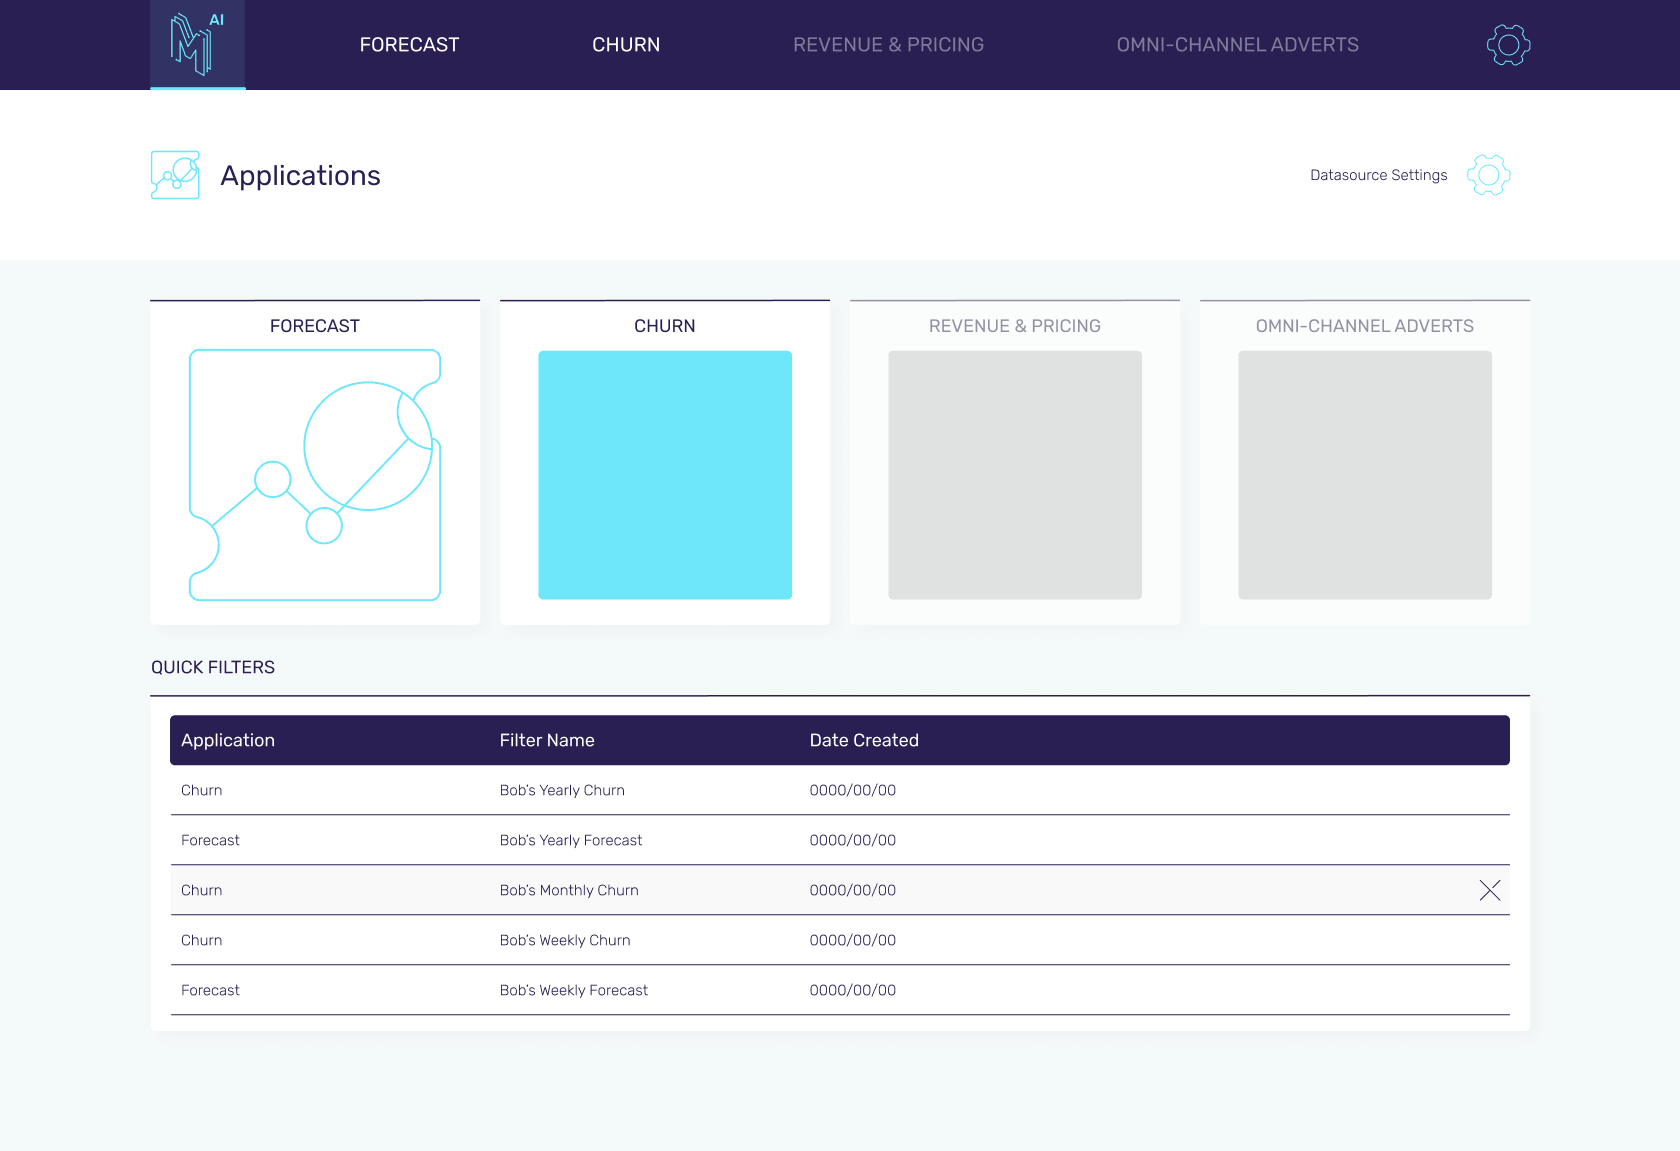 AI
FORECAST CHURN REVENUE & PRICING OMNI-CHANNEL ADVERTS
Applications
Datasource Settings
FORECAST CHURN REVENUE & PRICING OMNI-CHANNEL ADVERTS
QUICK FILTERS
Application Filter Name Date Created
Churn Bob's Yearly Churn 0000/00/00
Forecast Bob's Yearly Forecast 0000/00/00
Churn Bob's Monthly Churn 0000/00/00
Churn Bob's Weekly Churn 0000/00/00
Forecast Bob's Weekly Forecast 0000/00/00